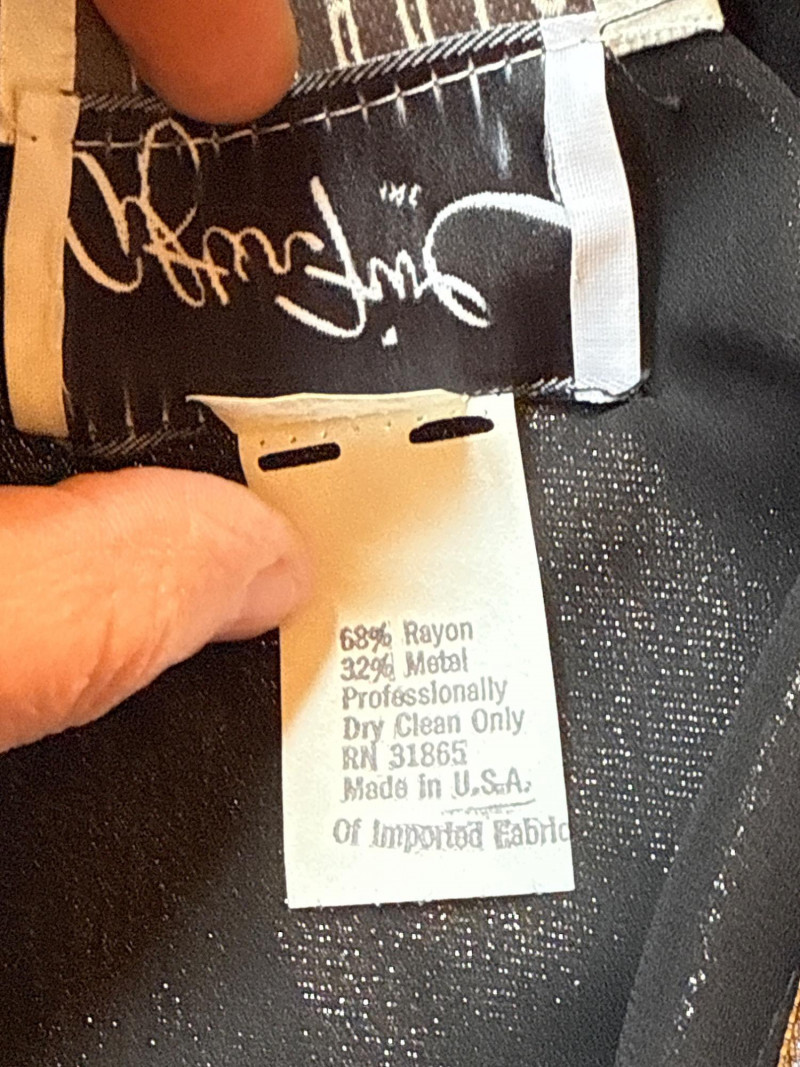 68% Rayon
32% Metal
Professionally
Dry Clean Only
RN 31865
Made in U.S.A.
Of Imported Fabric